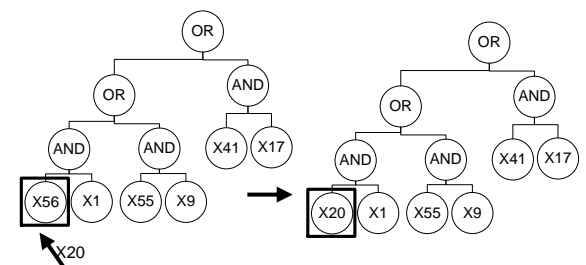 OR
OR
OR
AND
OR
AND
AND
AND
X41
X17
AND
AND
X41
X17
X56
X1
X55
X9
X20
X1
X55
X9
X20